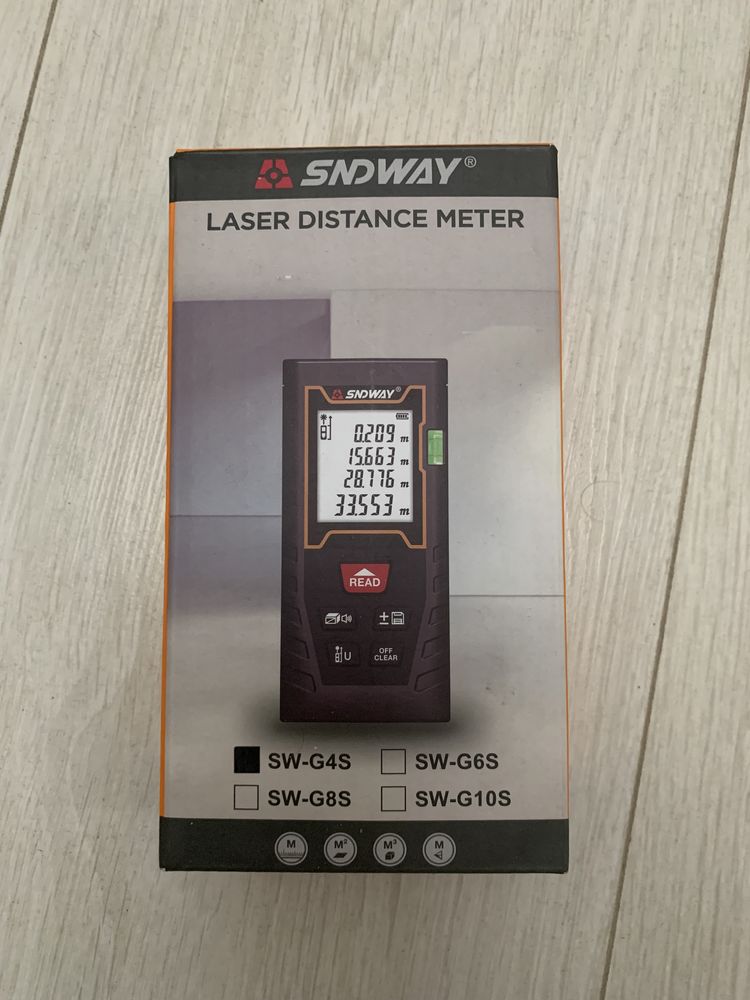 SNDWAY®
LASER DISTANCE METER
SNDWAY®
0.209 m
15.663 m
28.776 m
33.553 m
READ
±
U
OFF
CLEAR
SW-G4S
SW-G6S
SW-G8S
SW-G10S
M
M²
M³
M